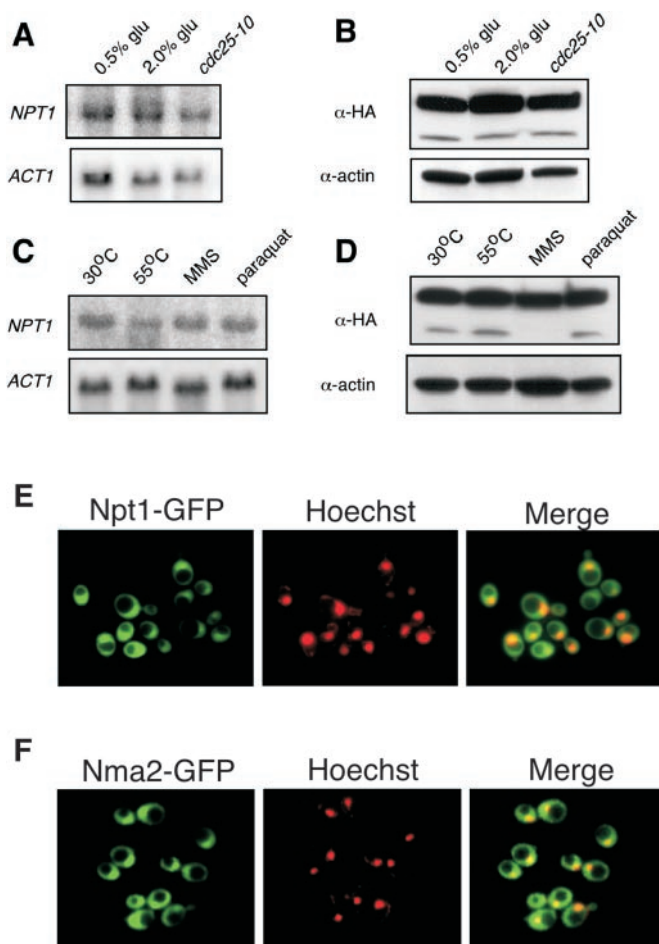 A
0.5% glu 2.0% glu cdc25-10
NPT1
ACT1
B
0.5% glu 2.0% glu cdc25-10
α-HA
α-actin
C
30°C 55°C MMS paraquat
NPT1
ACT1
D
30°C 55°C MMS paraquat
α-HA
α-actin
E
Npt1-GFP Hoechst Merge
F
Nma2-GFP Hoechst Merge